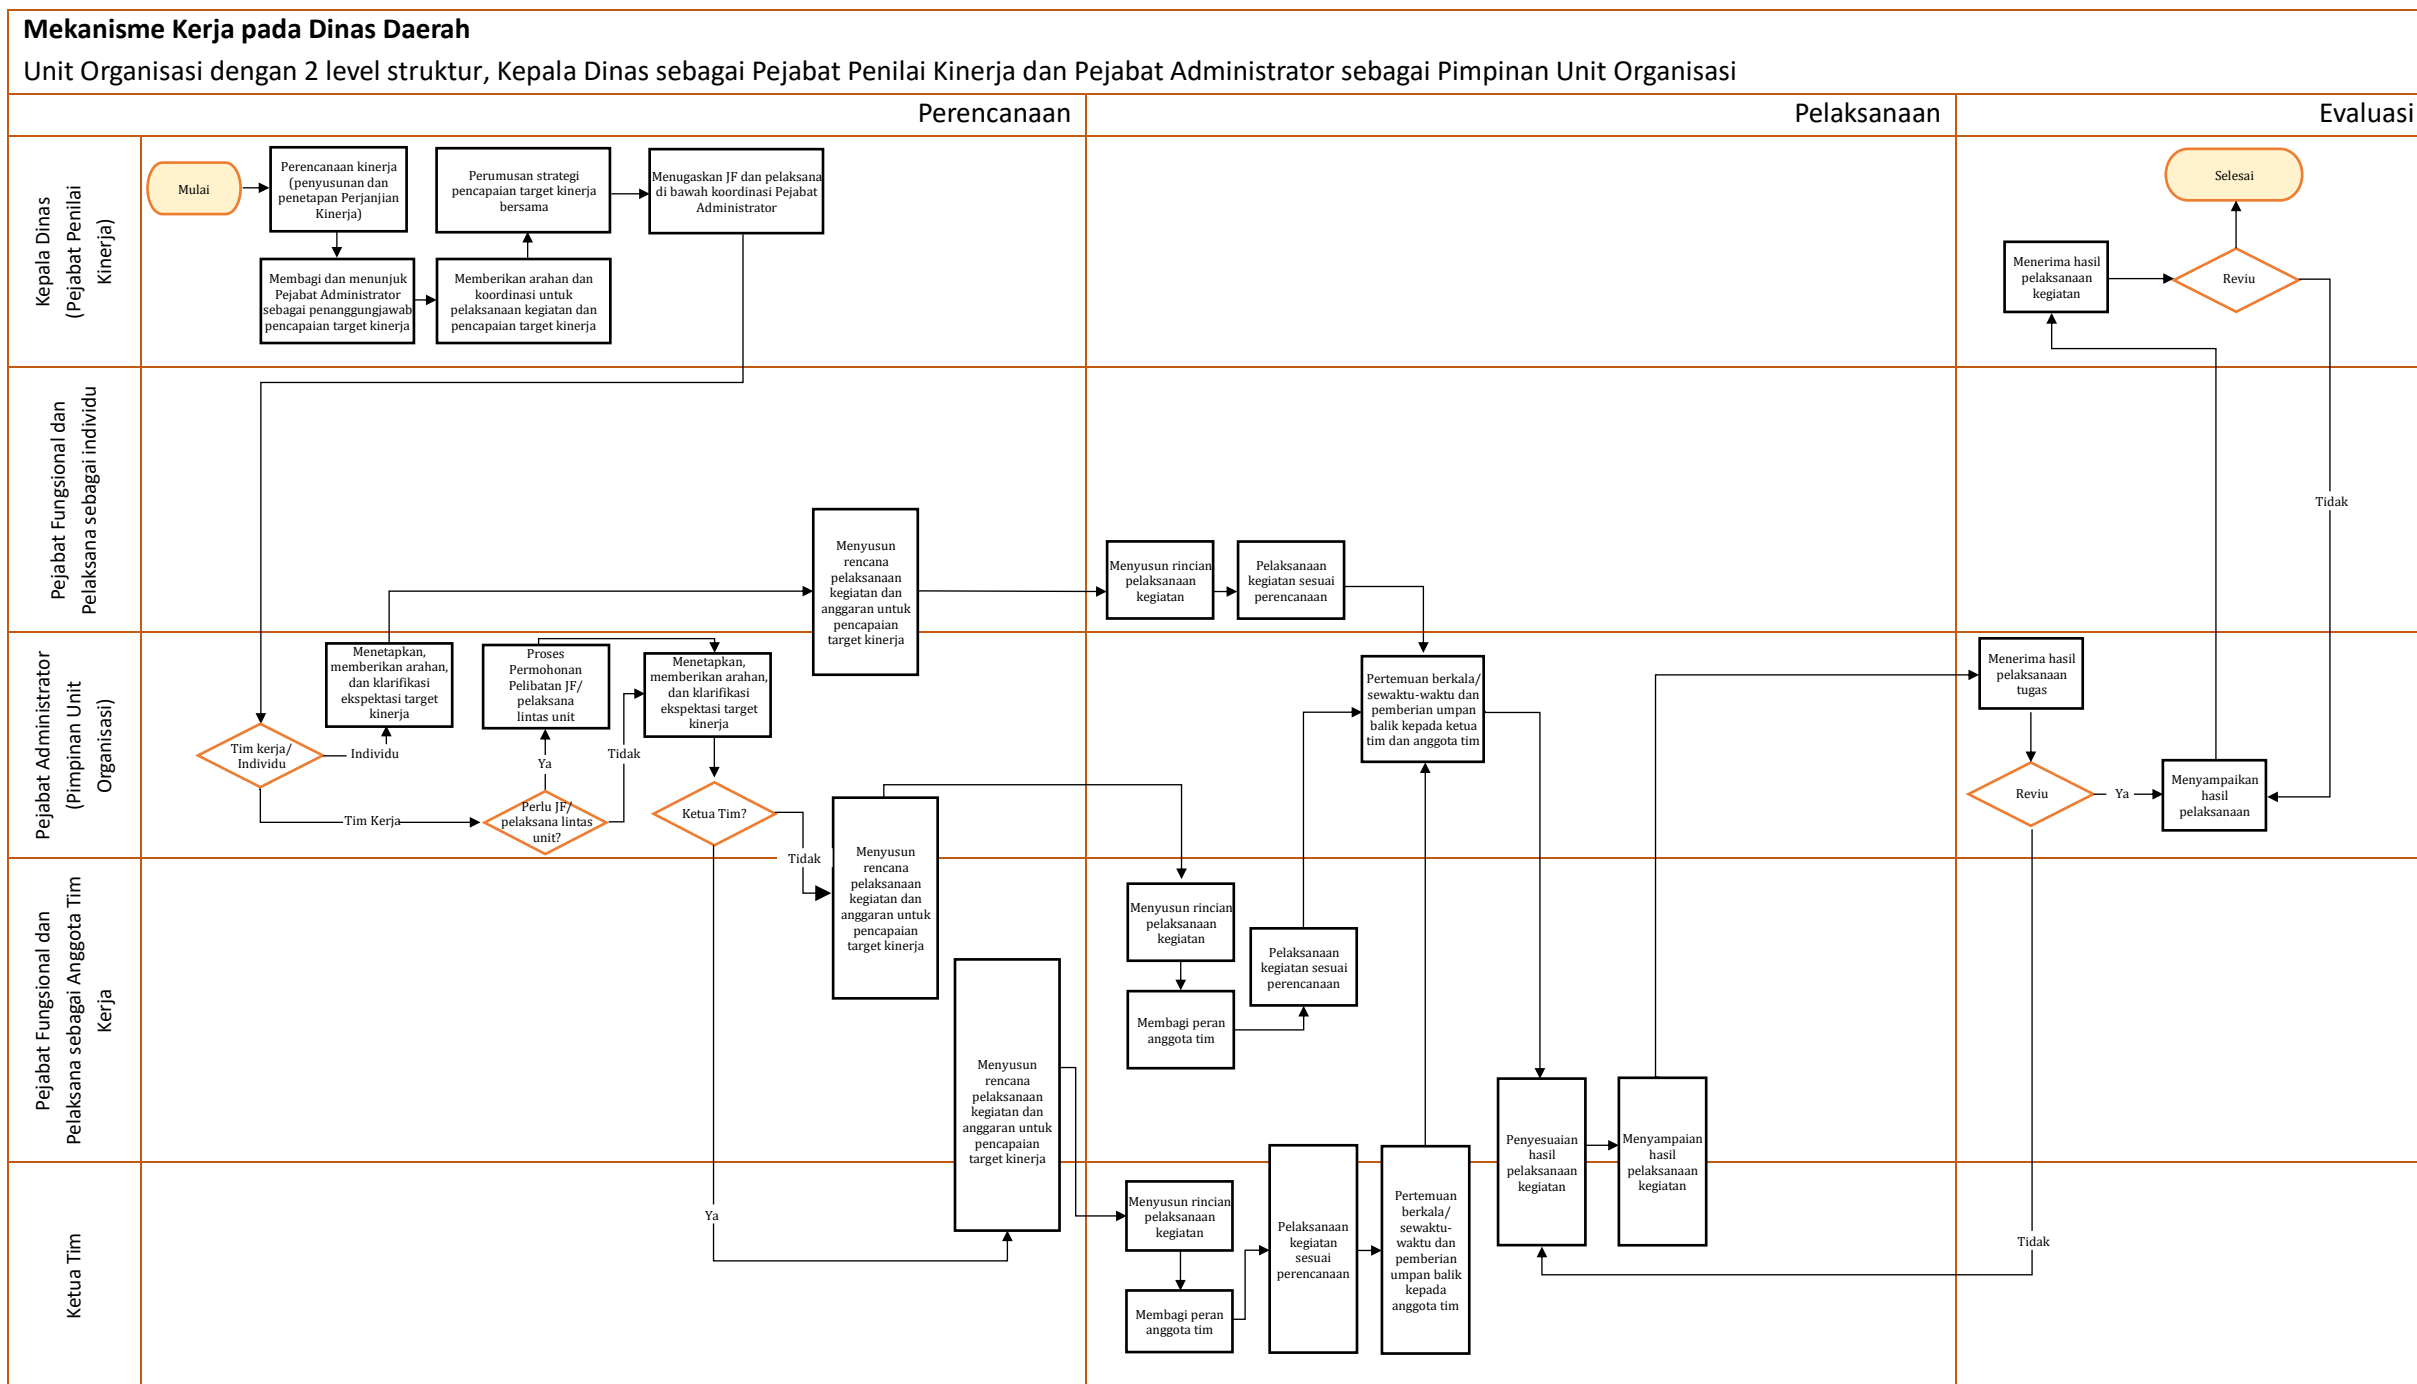 Mekanisme Kerja pada Dinas Daerah
Unit Organisasi dengan 2 level struktur, Kepala Dinas sebagai Pejabat Penilai Kinerja dan Pejabat Administrator sebagai Pimpinan Unit Organisasi
Perencanaan
Pelaksanaan
Evaluasi
Kepala Dinas
(Pejabat Penilai
Kinerja)
Mulai
Perencanaan kinerja
(penyusunan dan
penetapan Perjanjian
Kinerja)
Perumusan strategi
pencapaian target kinerja
bersama
Menugaskan JF dan pelaksana
di bawah koordinasi Pejabat
Administrator
Membagi dan menunjuk
Pejabat Administrator
sebagai penanggungjawab
pencapaian target kinerja
Memberikan arahan dan
koordinasi untuk
pelaksanaan kegiatan dan
pencapaian target kinerja
Selesai
Menerima hasil
pelaksanaan
kegiatan
Reviu
Tidak
Pejabat Fungsional dan
Pelaksana sebagai individu
Menyusun
rencana
pelaksanaan
kegiatan dan
anggaran untuk
pencapaian
target kinerja
Menyusun rincian
pelaksanaan
kegiatan
Pelaksanaan
kegiatan sesuai
perencanaan
Pejabat Administrator
(Pimpinan Unit
Organisasi)
Tim kerja/
Individu
Individu
Menetapkan,
memberikan arahan,
dan klarifikasi
ekspektasi target
kinerja
Tim Kerja
Proses
Permohonan
Pelibatan JF/
pelaksana
lintas unit
Ya
Perlu JF/
pelaksana lintas
unit?
Tidak
Menetapkan,
memberikan arahan,
dan klarifikasi
ekspektasi target
kinerja
Ketua Tim?
Tidak
Menyusun
rencana
pelaksanaan
kegiatan dan
anggaran untuk
pencapaian
target kinerja
Pertemuan berkala/
sewaktu-waktu dan
pemberian umpan
balik kepada ketua
tim dan anggota tim
Menerima hasil
pelaksanaan
tugas
Reviu
Ya
Menyampaikan
hasil
pelaksanaan
Pejabat Fungsional dan
Pelaksana sebagai Anggota Tim
Kerja
Menyusun rincian
pelaksanaan
kegiatan
Membagi peran
anggota tim
Pelaksanaan
kegiatan sesuai
perencanaan
Menyusun
rencana
pelaksanaan
kegiatan dan
anggaran untuk
pencapaian
target kinerja
Penyesuaian
hasil
pelaksanaan
kegiatan
Menyampaian
hasil
pelaksanaan
kegiatan
Ketua Tim
Ya
Menyusun rincian
pelaksanaan
kegiatan
Membagi peran
anggota tim
Pelaksanaan
kegiatan
sesuai
perencanaan
Pertemuan
berkala/
sewaktu-
waktu dan
pemberian
umpan balik
kepada
anggota tim
Tidak